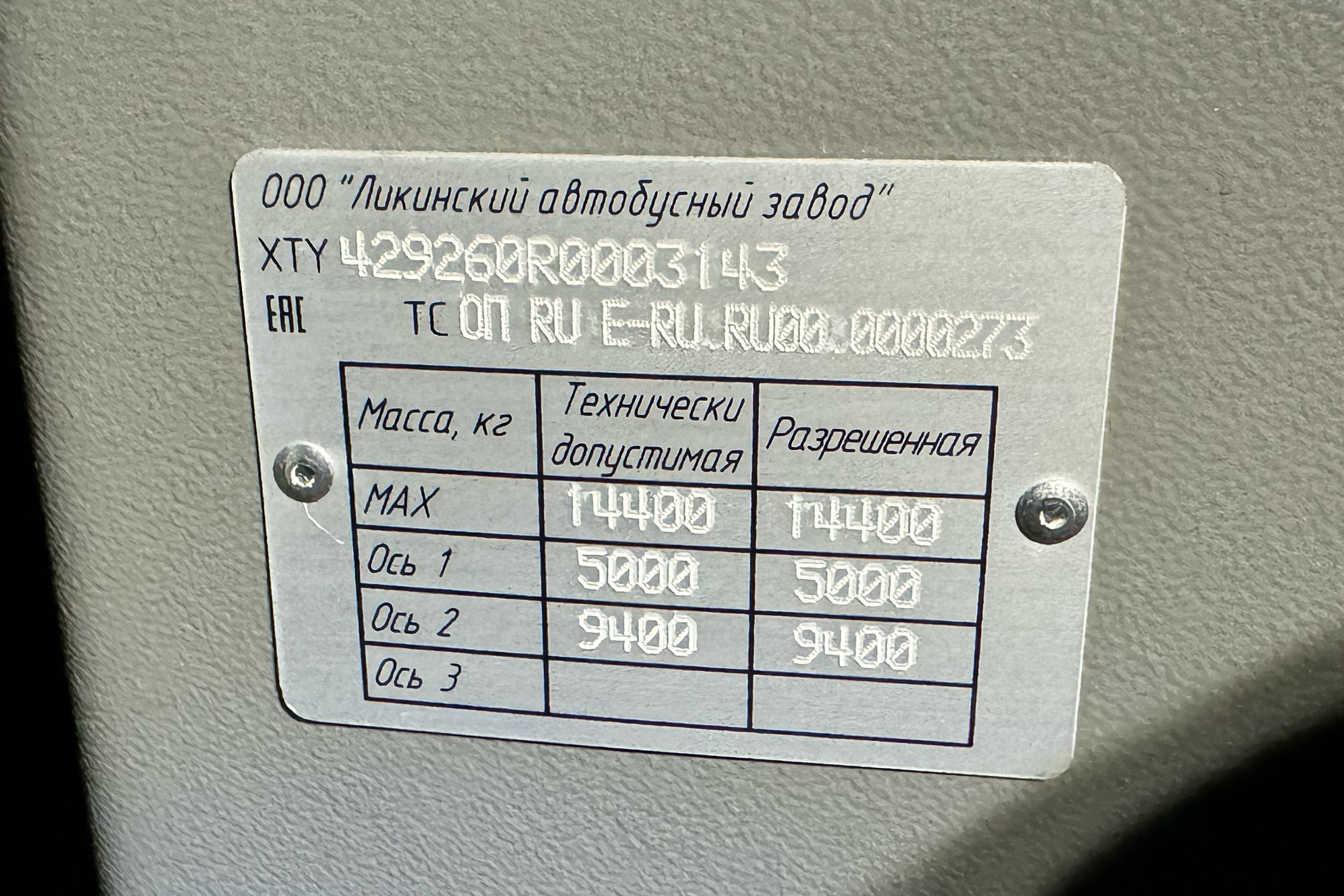 ООО "Ликинский автобусный завод"
XTY 429260R0003143
ЕАС ТС ОП RU E-RU.RU00.0000273
Масса, кг Технически допустимая Разрешенная
MAX 14400 14400
Ось 1 5000 5000
Ось 2 9400 9400
Ось 3